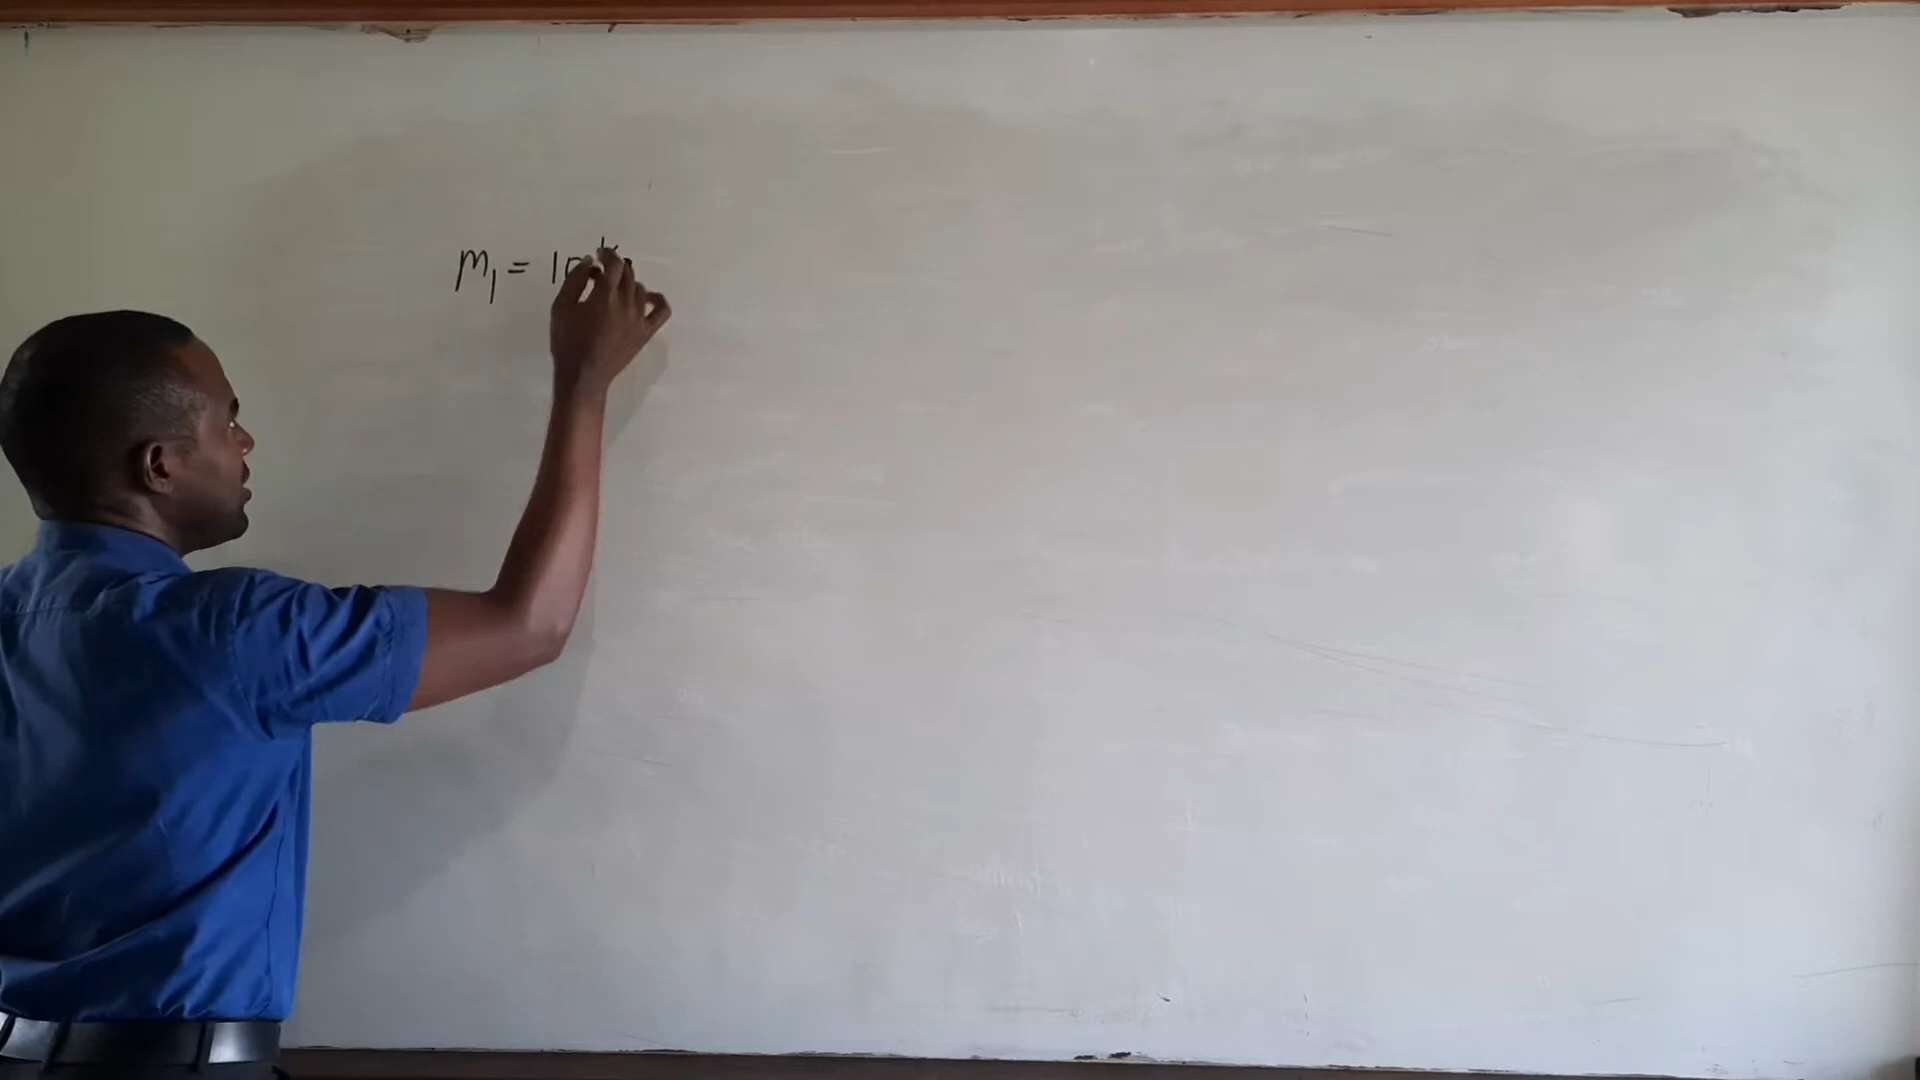 m₁ = 10 k